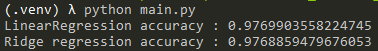 (.venv) λ python main.py
LinearRegression accuracy : 0.9769903558224745
Ridge regression accuracy : 0.9768859479676053